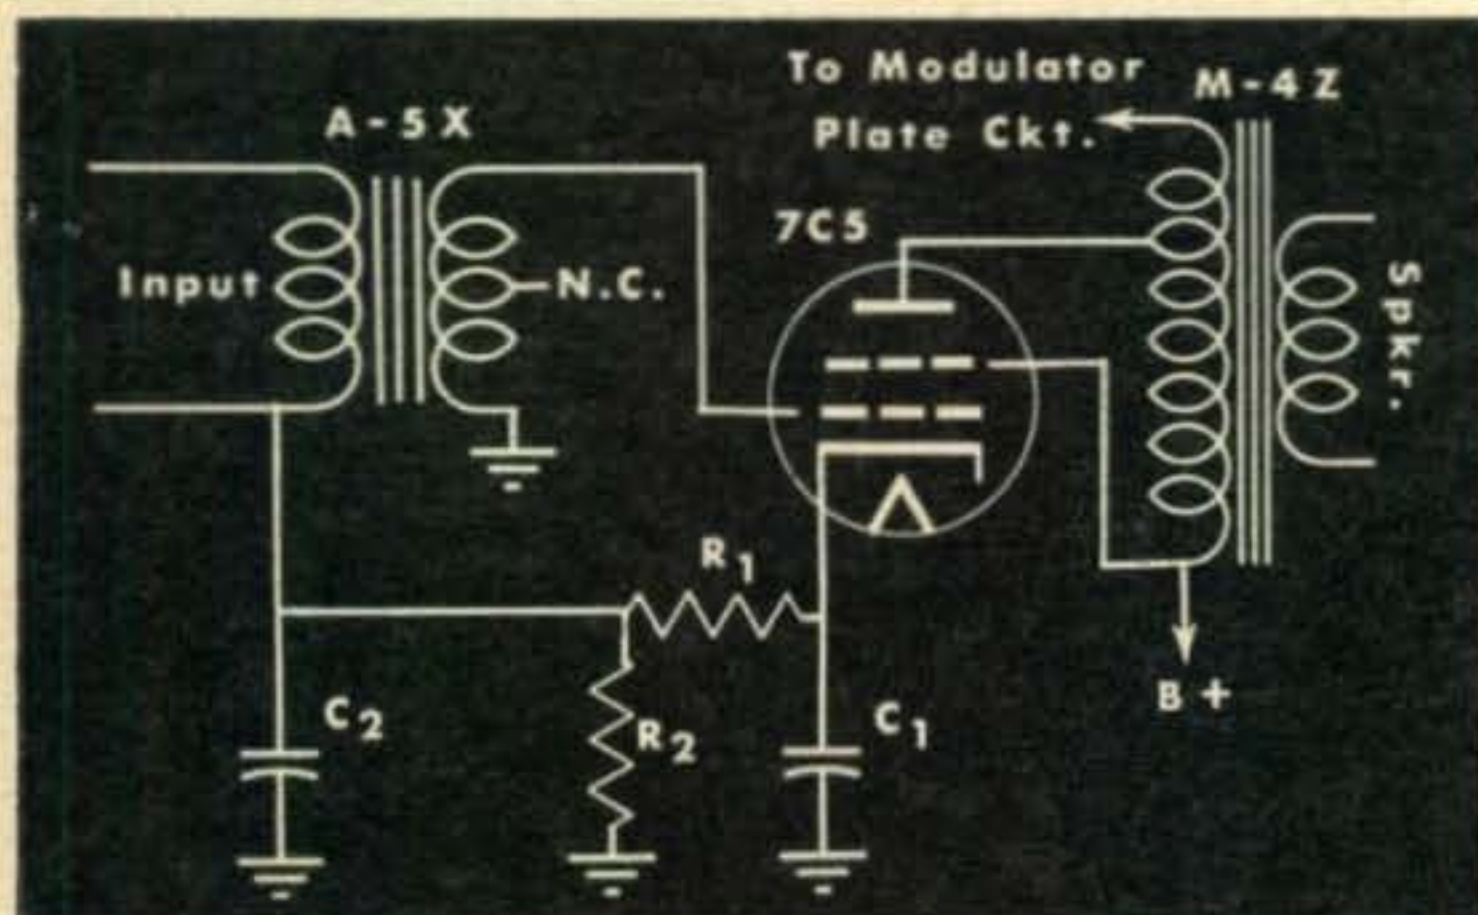 To Modulator
Plate Ckt.
M-4Z
A-5X
7C5
Input
N.C.
Spkr.
R1
B+
C2
R2
C1